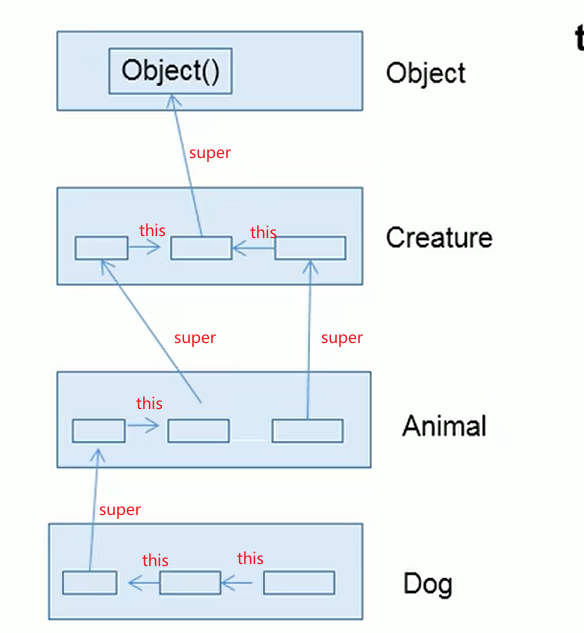 Object()
Object
super
this
this
Creature
super
super
this
Animal
super
this
this
Dog
t